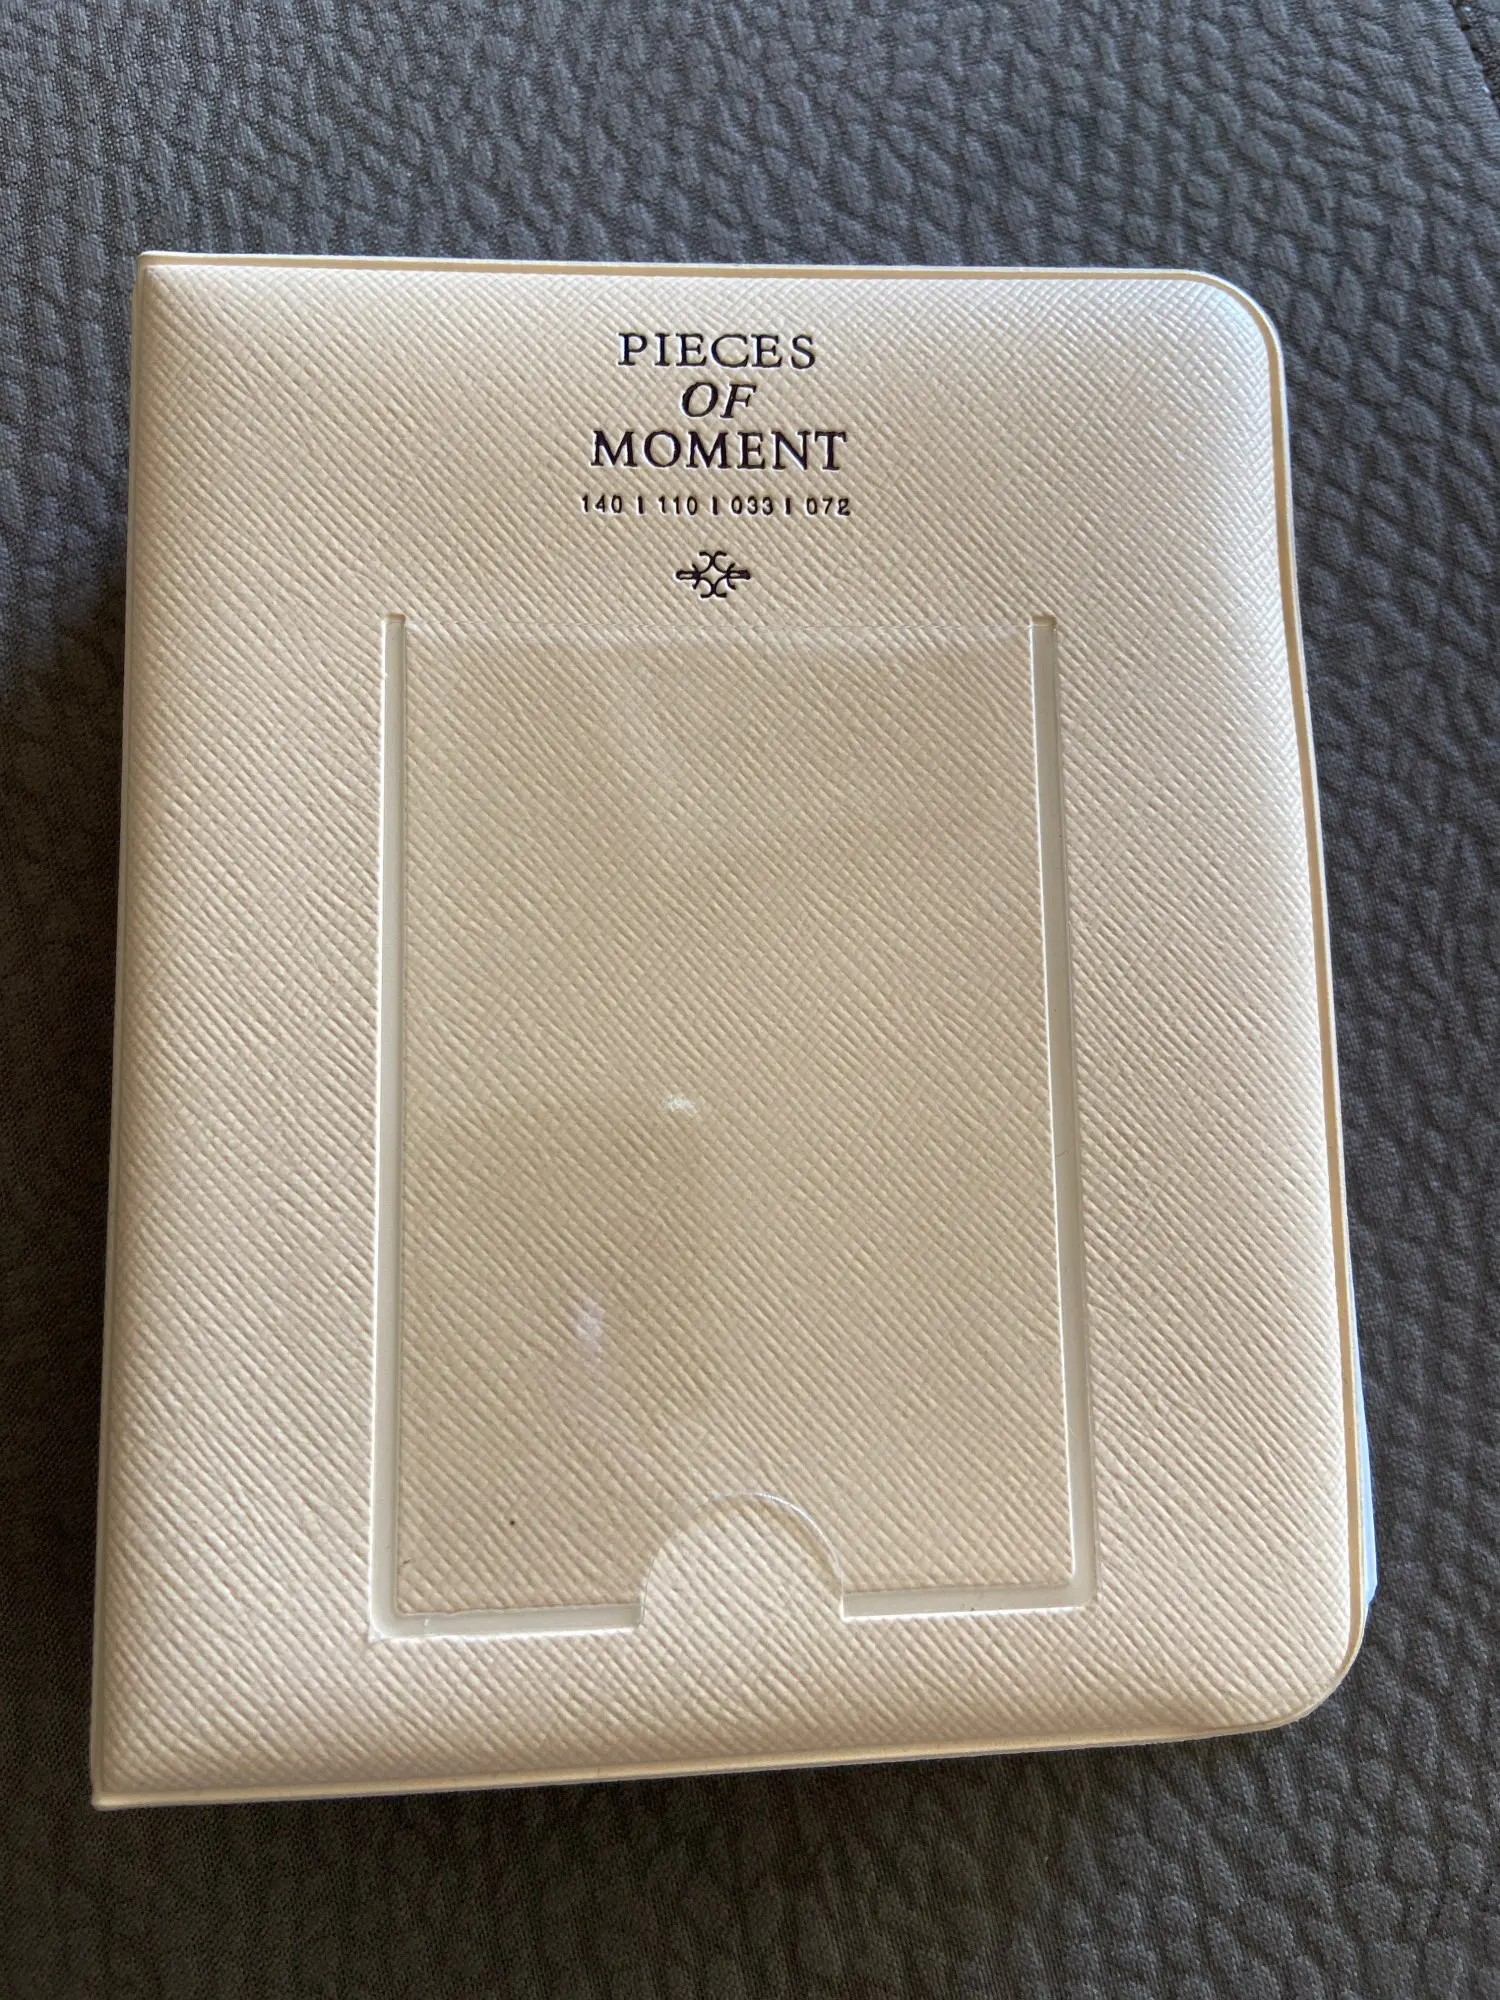 PIECES
OF
MOMENT
140 | 110 | 033 | 072